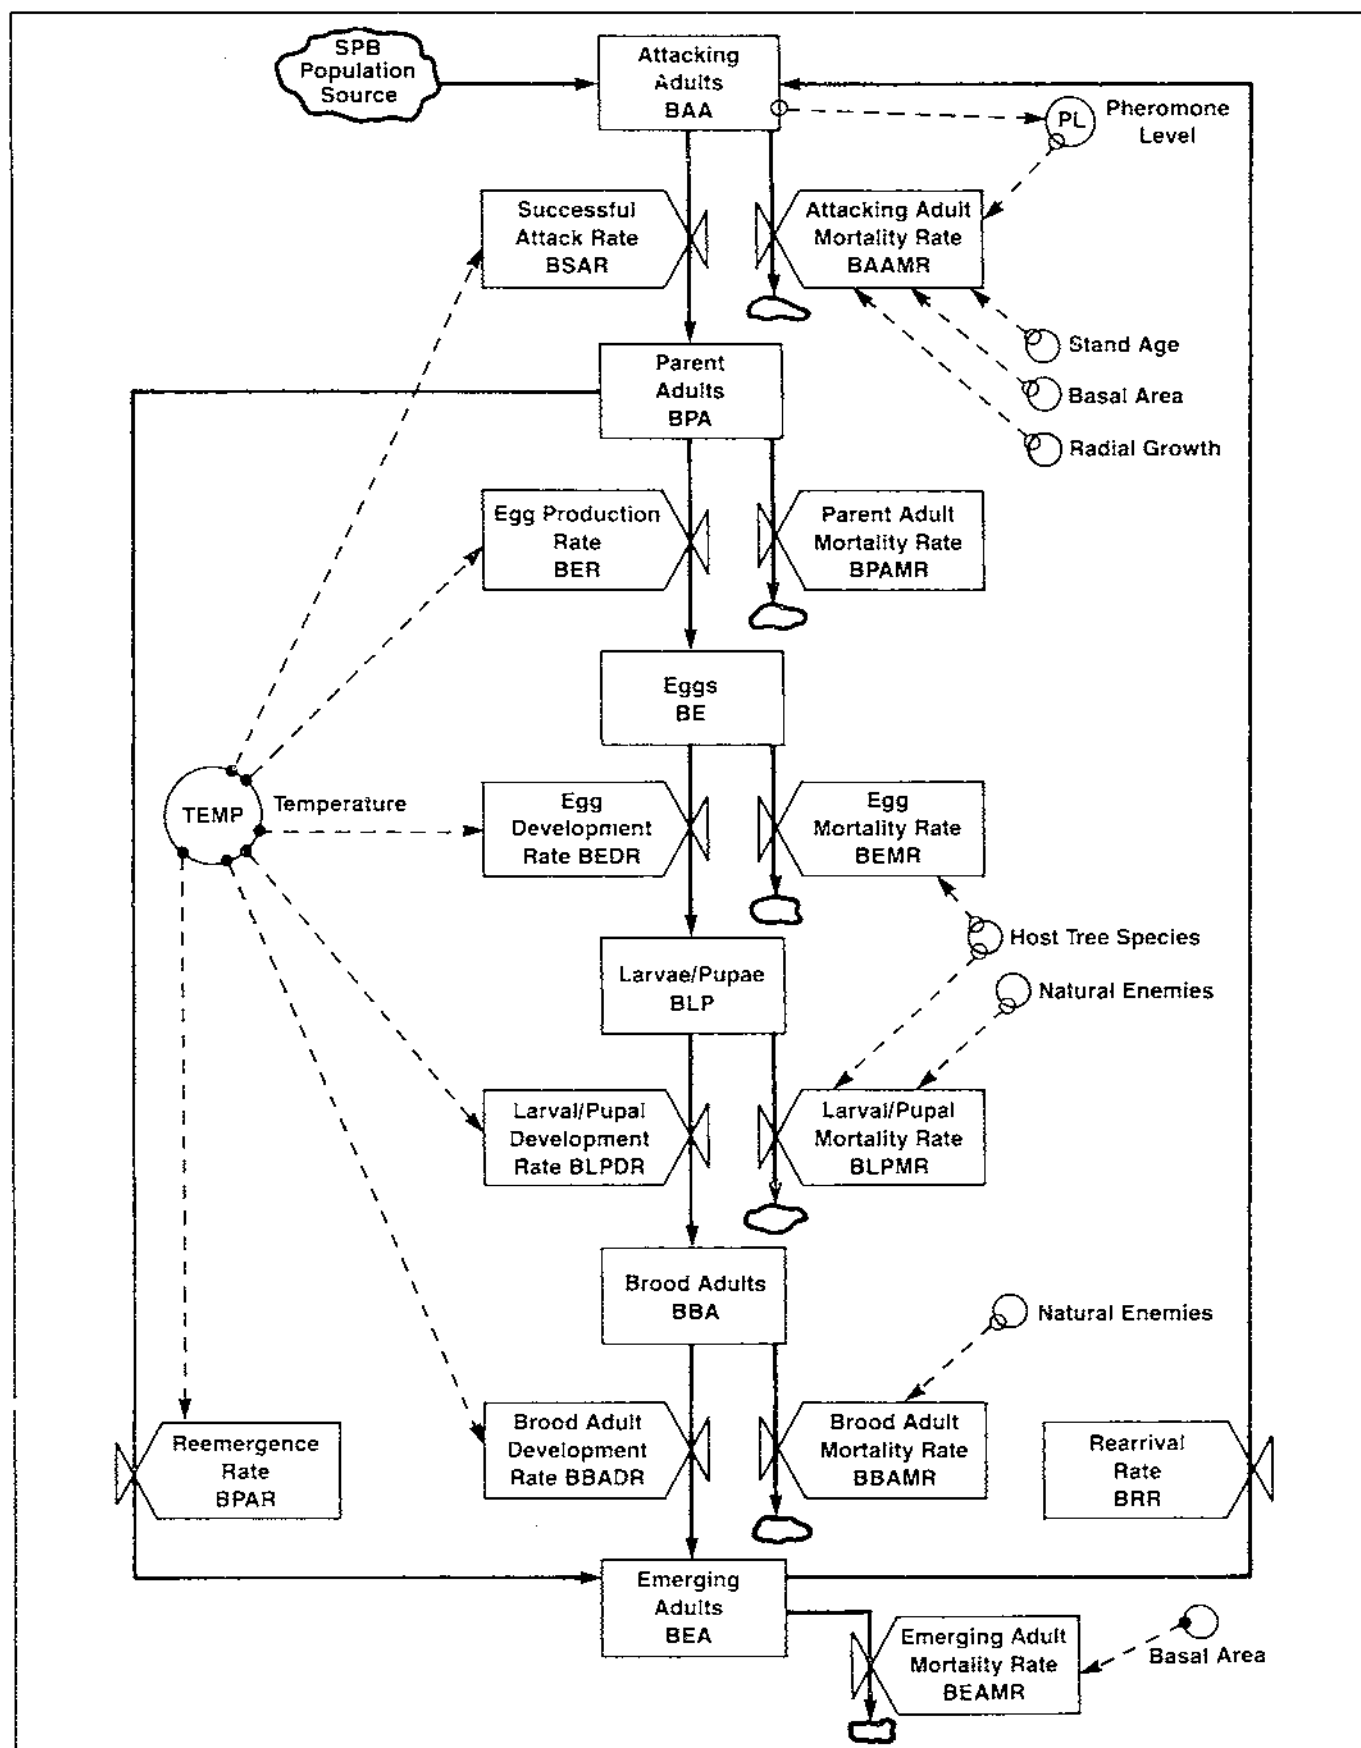 SPB
Population
Source
Attacking
Adults
BAA
PL
Pheromone
Level
Successful
Attack Rate
BSAR
Attacking Adult
Mortality Rate
BAAMR
Stand Age
Basal Area
Radial Growth
Parent
Adults
BPA
Egg Production
Rate
BER
Parent Adult
Mortality Rate
BPAMR
Eggs
BE
TEMP
Temperature
Egg
Development
Rate BEDR
Egg
Mortality Rate
BEMR
Host Tree Species
Natural Enemies
Larvae/Pupae
BLP
Larval/Pupal
Development
Rate BLPDR
Larval/Pupal
Mortality Rate
BLPMR
Brood Adults
BBA
Natural Enemies
Reemergence
Rate
BPAR
Brood Adult
Development
Rate BBADR
Brood Adult
Mortality Rate
BBAMR
Rearrival
Rate
BRR
Emerging
Adults
BEA
Emerging Adult
Mortality Rate
BEAMR
Basal Area